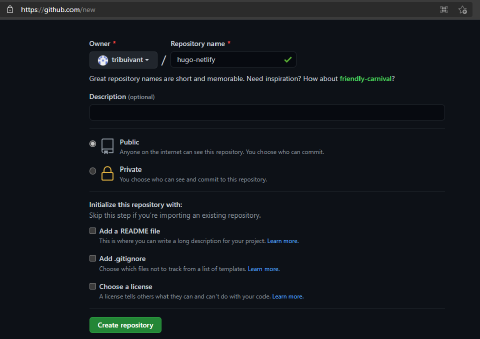 https://github.com/new
Owner * Repository name *
tribuivant / hugo-netlify
Great repository names are short and memorable. Need inspiration? How about friendly-carnival?
Description (optional)
Public
Anyone on the internet can see this repository. You choose who can commit.
Private
You choose who can see and commit to this repository.
Initialize this repository with:
Skip this step if you're importing an existing repository.
Add a README file
This is where you can write a long description for your project. Learn more.
Add .gitignore
Choose which files not to track from a list of templates. Learn more.
Choose a license
A license tells others what they can and can't do with your code. Learn more.
Create repository